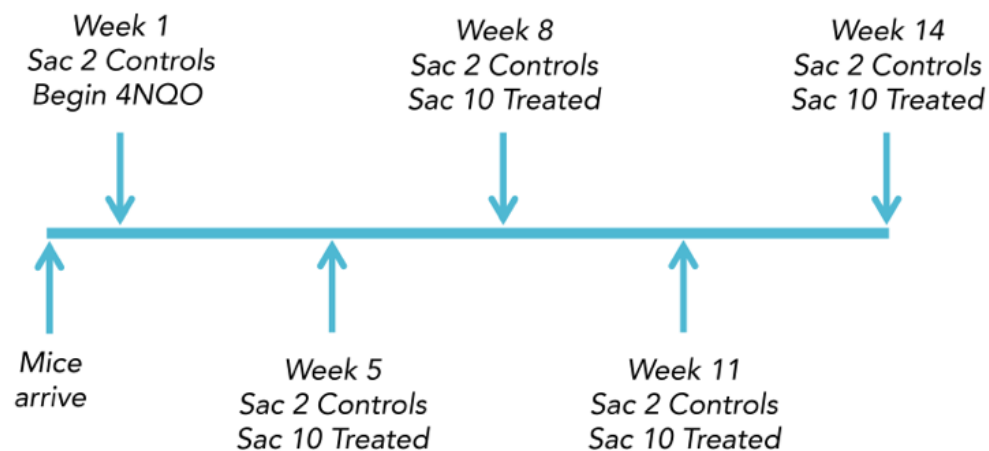 Week 1
Sac 2 Controls
Begin 4NQO
Week 8
Sac 2 Controls
Sac 10 Treated
Week 14
Sac 2 Controls
Sac 10 Treated
Mice
arrive
Week 5
Sac 2 Controls
Sac 10 Treated
Week 11
Sac 2 Controls
Sac 10 Treated